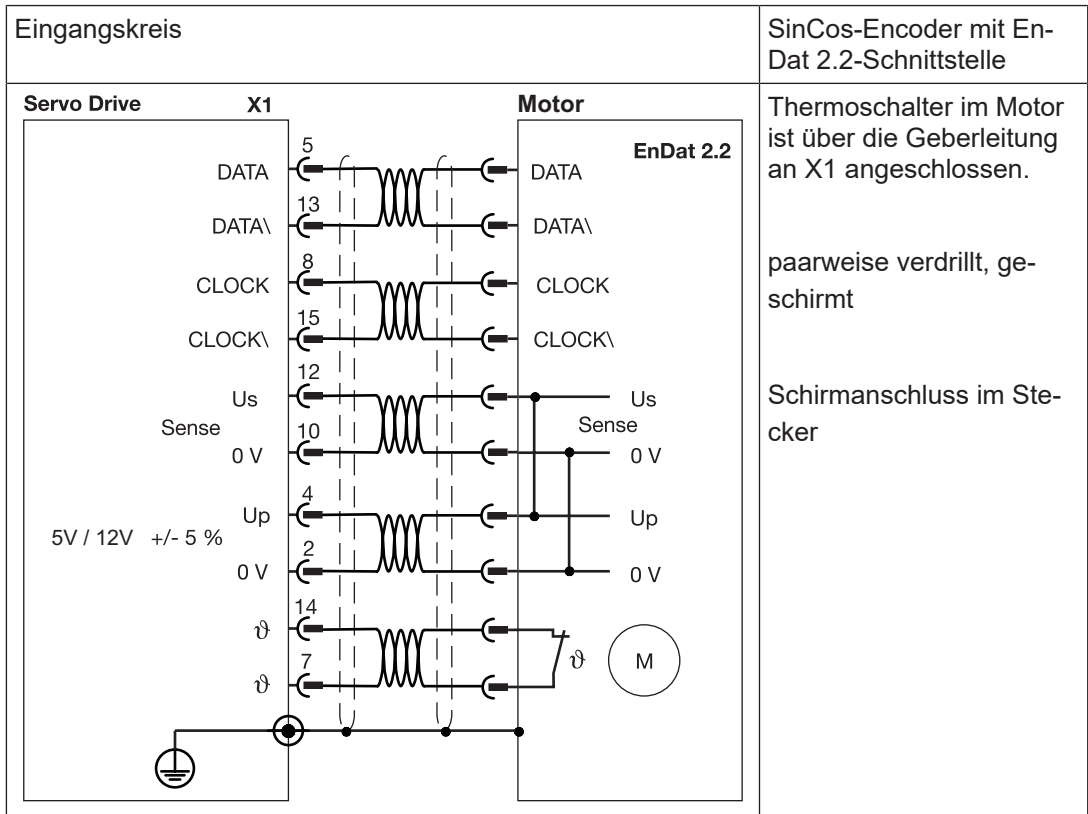 Eingangskreis
SinCos-Encoder mit En-
Dat 2.2-Schnittstelle
Servo Drive X1 Motor
EnDat 2.2
5
DATA DATA
13
DATA\ DATA\
8
CLOCK CLOCK
15
CLOCK\ CLOCK\
12
Us Us
Sense Sense
10
0 V 0 V
4
Up Up
5V / 12V +/- 5 %
2
0 V 0 V
14
ϑ
7
ϑ
ϑ
M
Thermoschalter im Motor
ist über die Geberleitung
an X1 angeschlossen.
paarweise verdrillt, ge-
schirmt
Schirmanschluss im Ste-
cker